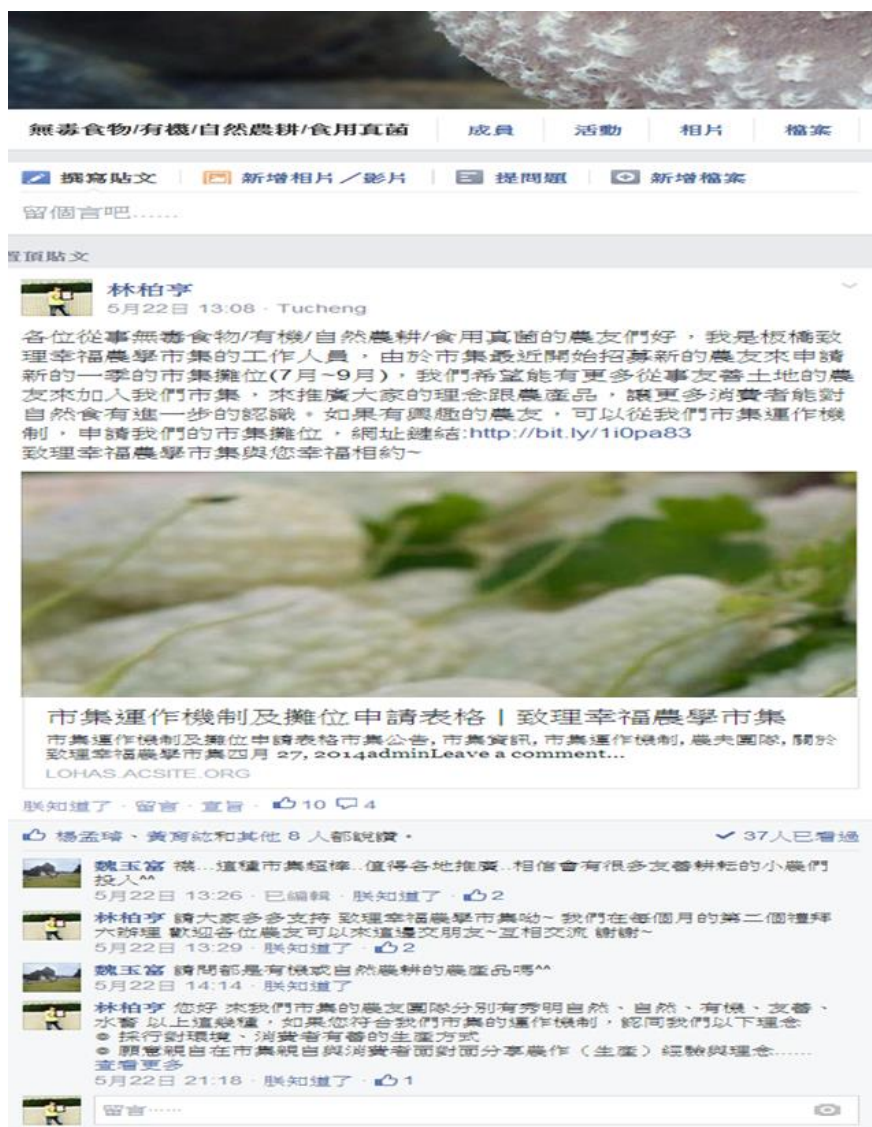 無毒食物/有機/自然農耕/食用真菌 成員 活動 相片 檔案
撰寫貼文 新增相片／影片 提問題 新增檔案
留個言吧……
置頂貼文
林柏亨
5月22日 13:08 · Tucheng
各位從事無毒食物/有機/自然農耕/食用真菌的農友們好，我是板橋致
理幸福農學市集的工作人員，由於市集最近開始招募新的農友來申請
新的一季的市集攤位(7月~9月)，我們希望能有更多從事友善土地的農
友來加入我們市集，來推廣大家的理念跟農產品，讓更多消費者能對
自然食有進一步的認識。如果有興趣的農友，可以從我們市集運作機
制，申請我們的市集攤位，網址鏈結:http://bit.ly/1i0pa83
致理幸福農學市集與您幸福相約~
市集運作機制及攤位申請表格 | 致理幸福農學市集
市集運作機制及攤位申請表格市集公告, 市集資訊, 市集運作機制, 農夫團隊, 關於
致理幸福農學市集四月 27, 2014adminLeave a comment...
LOHAS.ACSITE.ORG
朕知道了 · 留言 · 宣旨 · 10 4
楊孟璿、黃育紘和其他 8 人都說讚。 37人已看過
魏玉富 襪...這種市集超棒..值得各地推廣..相信會有很多友善耕耘的小農們
投入^^
5月22日 13:26 · 已編輯 · 朕知道了 · 2
林柏亨 請大家多多支持 致理幸福農學市集呦~ 我們在每個月的第二個禮拜
六辦理 歡迎各位農友可以來這邊交朋友~互相交流 謝謝~
5月22日 13:29 · 朕知道了 · 2
魏玉富 請問都是有機或自然農耕的農產品嗎^^
5月22日 14:14 · 朕知道了
林柏亨 您好 來我們市集的農友團隊分別有秀明自然、自然、有機、友善、
水畜 以上這幾種，如果您符合我們市集的運作機制，認同我們以下理念
◎ 採行對環境、消費者有善的生產方式
◎ 願意親自在市集親自與消費者面對面分享農作（生產）經驗與理念……
查看更多
5月22日 21:18 · 朕知道了 · 1
留言……